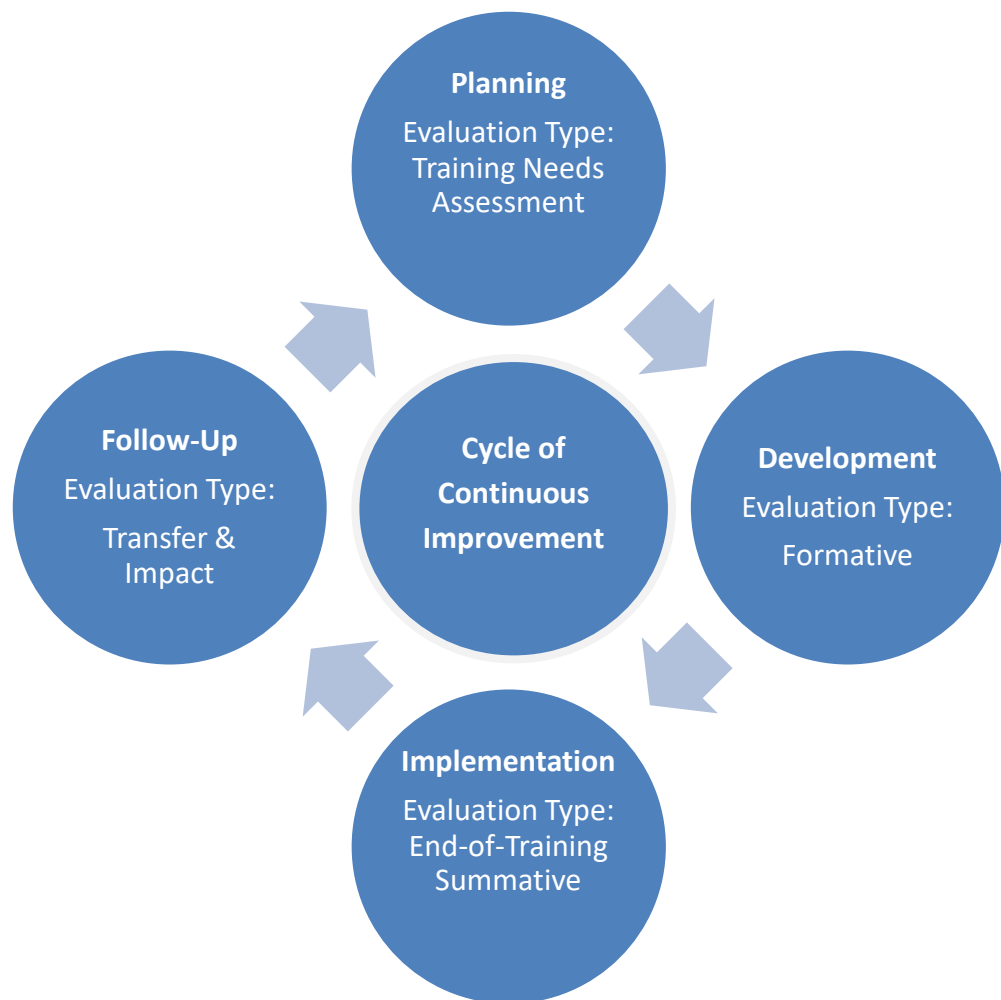 Planning
Evaluation Type:
Training Needs
Assessment
Follow-Up
Evaluation Type:
Transfer &
Impact
Cycle of
Continuous
Improvement
Development
Evaluation Type:
Formative
Implementation
Evaluation Type:
End-of-Training
Summative